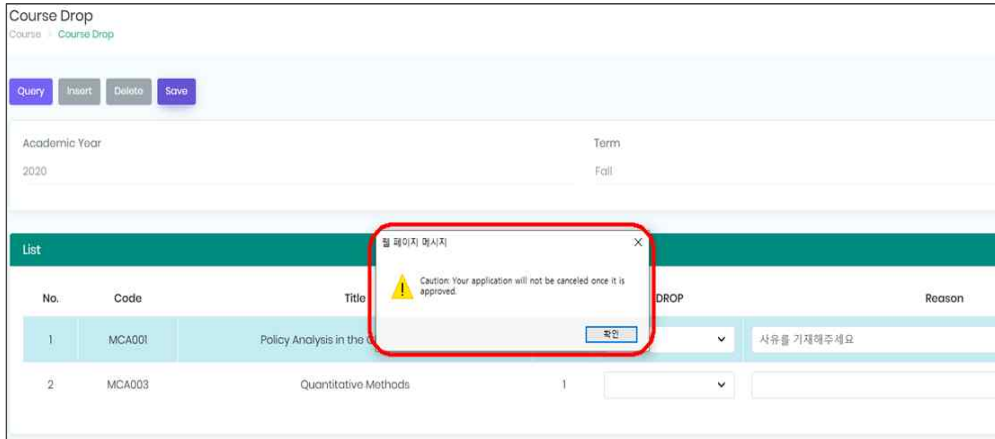 Course Drop
Course > Course Drop
Query Insert Delete Save
Academic Year Term
2020 Fall
웹 페이지 메시지 X
List
Caution: Your application will not be canceled once it is
approved.
No. Code Title DROP Reason
확인
1 MCA001 Policy Analysis in the 사유를 기재해주세요
2 MCA003 Quantitative Methods 1